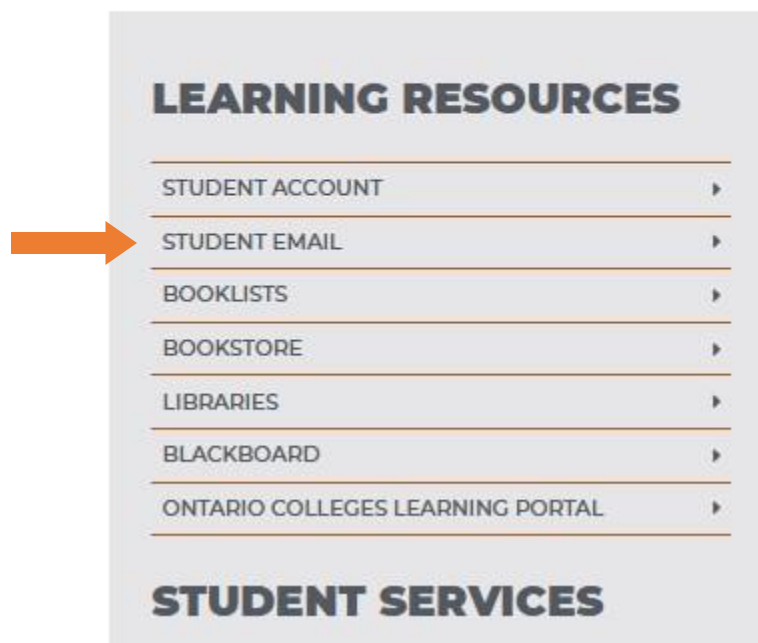 LEARNING RESOURCES
STUDENT ACCOUNT
STUDENT EMAIL
BOOKLISTS
BOOKSTORE
LIBRARIES
BLACKBOARD
ONTARIO COLLEGES LEARNING PORTAL
STUDENT SERVICES